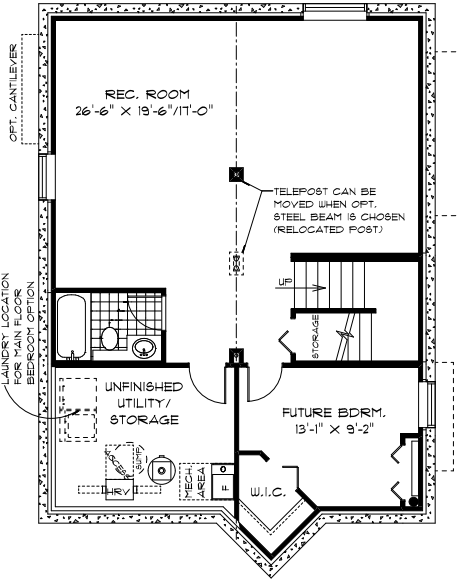 OPT. CANTILEVER
REC. ROOM
26'-6" X 19'-6"/17'-0"
TELEPOST CAN BE
MOVED WHEN OPT.
STEEL BEAM IS CHOSEN
(RELOCATED POST)
UP
STORAGE
LAUNDRY LOCATION
FOR MAIN FLOOR
BEDROOM OPTION
UNFINISHED
UTILITY/
STORAGE
FUTURE BDRM.
13'-1" X 9'-2"
ACCESS
SUMP
HRV
MECH.
AREA
F
W.I.C.